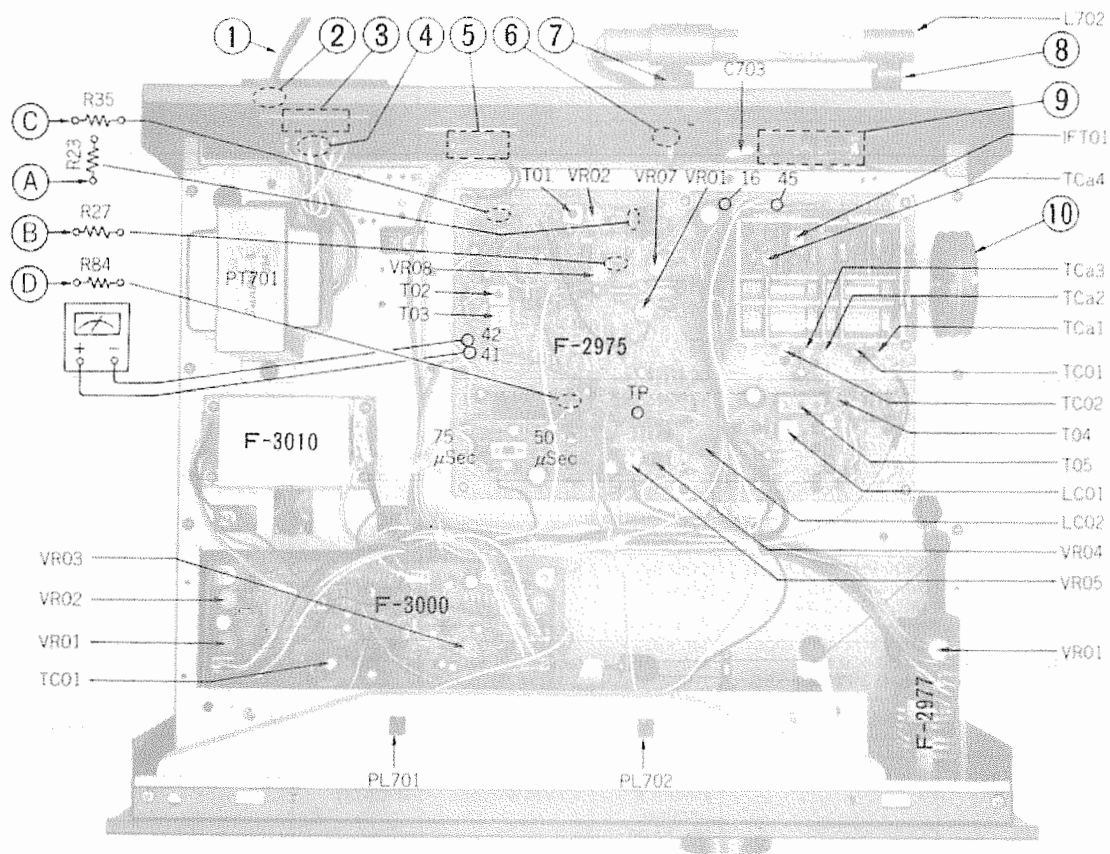 ① ② ③ ④ ⑤ ⑥ ⑦ L702
⑧
C703
R35
Ⓒ
⑨
R23
IFT01
T01 VR02 VR07 VR01 16 45
Ⓐ
TCa4
R27
Ⓑ
⑩
PT701
VR08
TCa3
R84
Ⓓ
T02
TCa2
T03
TCa1
42
41
F-2975
+ -
TC01
TP
TC02
T04
F-3010
75 μSec
50 μSec
T05
LC01
LC02
VR03
VR04
VR05
VR02
F-3000
VR01
VR01
TC01
F-2977
PL701
PL702